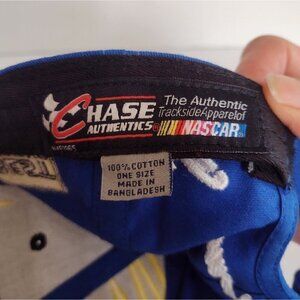 CHASE
AUTHENTICS
The Authentic
Trackside Apparel of
NASCAR
100% COTTON
ONE SIZE
MADE IN
BANGLADESH